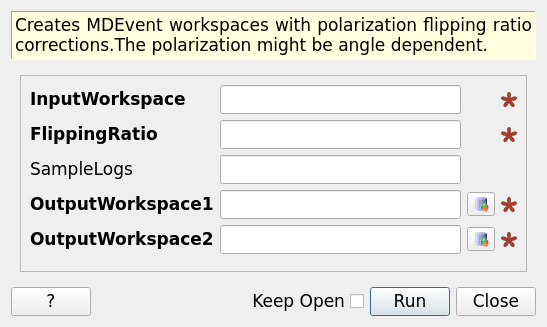 Creates MDEvent workspaces with polarization flipping ratio
corrections.The polarization might be angle dependent.
InputWorkspace
FlippingRatio
SampleLogs
OutputWorkspace1
OutputWorkspace2
? Keep Open Run Close